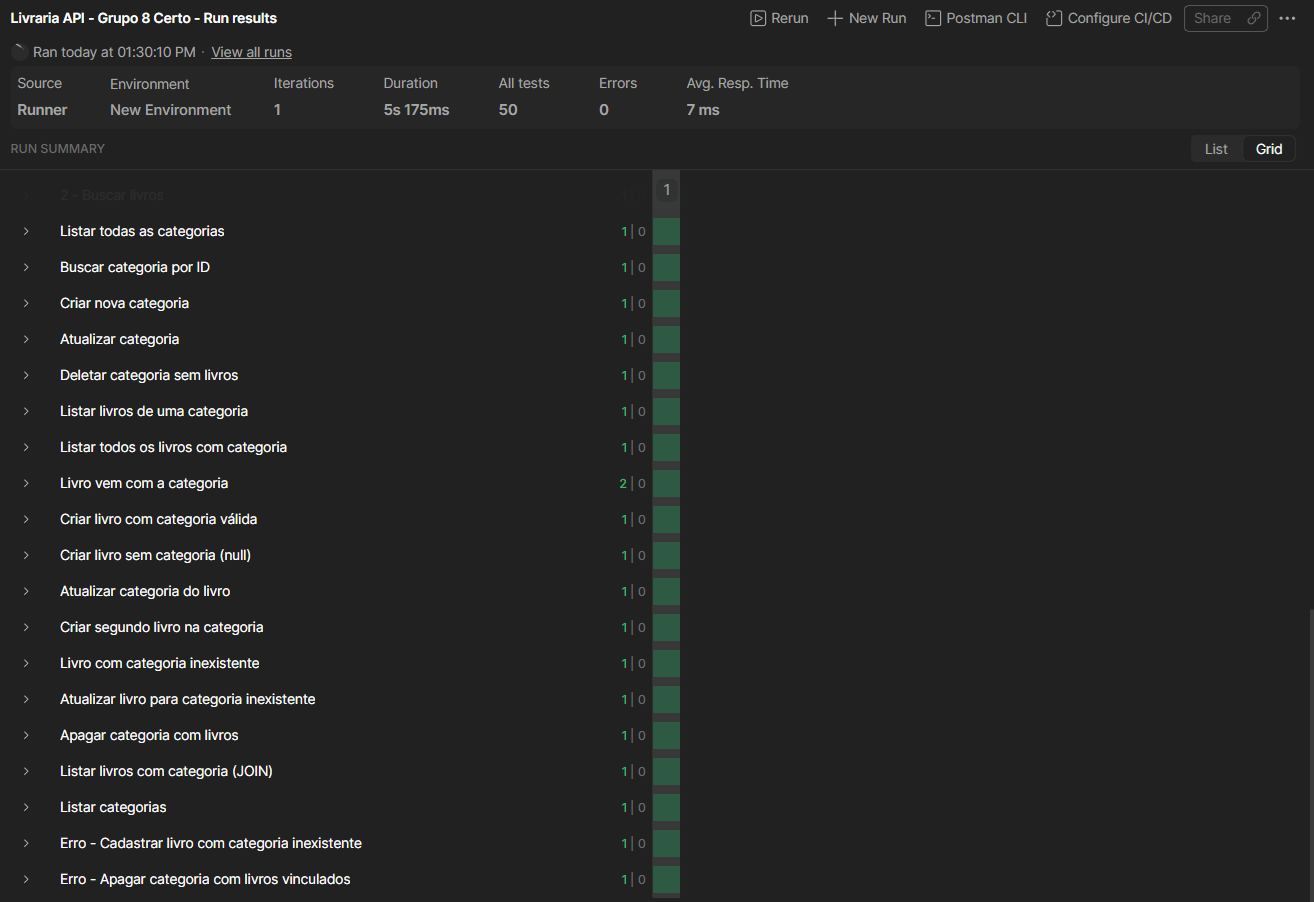 Livraria API - Grupo 8 Certo - Run results
Rerun
New Run
Postman CLI
Configure CI/CD
Share
Ran today at 01:30:10 PM · View all runs
Source Environment Iterations Duration All tests Errors Avg. Resp. Time
Runner New Environment 1 5s 175ms 50 0 7 ms
RUN SUMMARY
List Grid
2 - Buscar livros
1
Listar todas as categorias 1 | 0
Buscar categoria por ID 1 | 0
Criar nova categoria 1 | 0
Atualizar categoria 1 | 0
Deletar categoria sem livros 1 | 0
Listar livros de uma categoria 1 | 0
Listar todos os livros com categoria 1 | 0
Livro vem com a categoria 2 | 0
Criar livro com categoria válida 1 | 0
Criar livro sem categoria (null) 1 | 0
Atualizar categoria do livro 1 | 0
Criar segundo livro na categoria 1 | 0
Livro com categoria inexistente 1 | 0
Atualizar livro para categoria inexistente 1 | 0
Apagar categoria com livros 1 | 0
Listar livros com categoria (JOIN) 1 | 0
Listar categorias 1 | 0
Erro - Cadastrar livro com categoria inexistente 1 | 0
Erro - Apagar categoria com livros vinculados 1 | 0